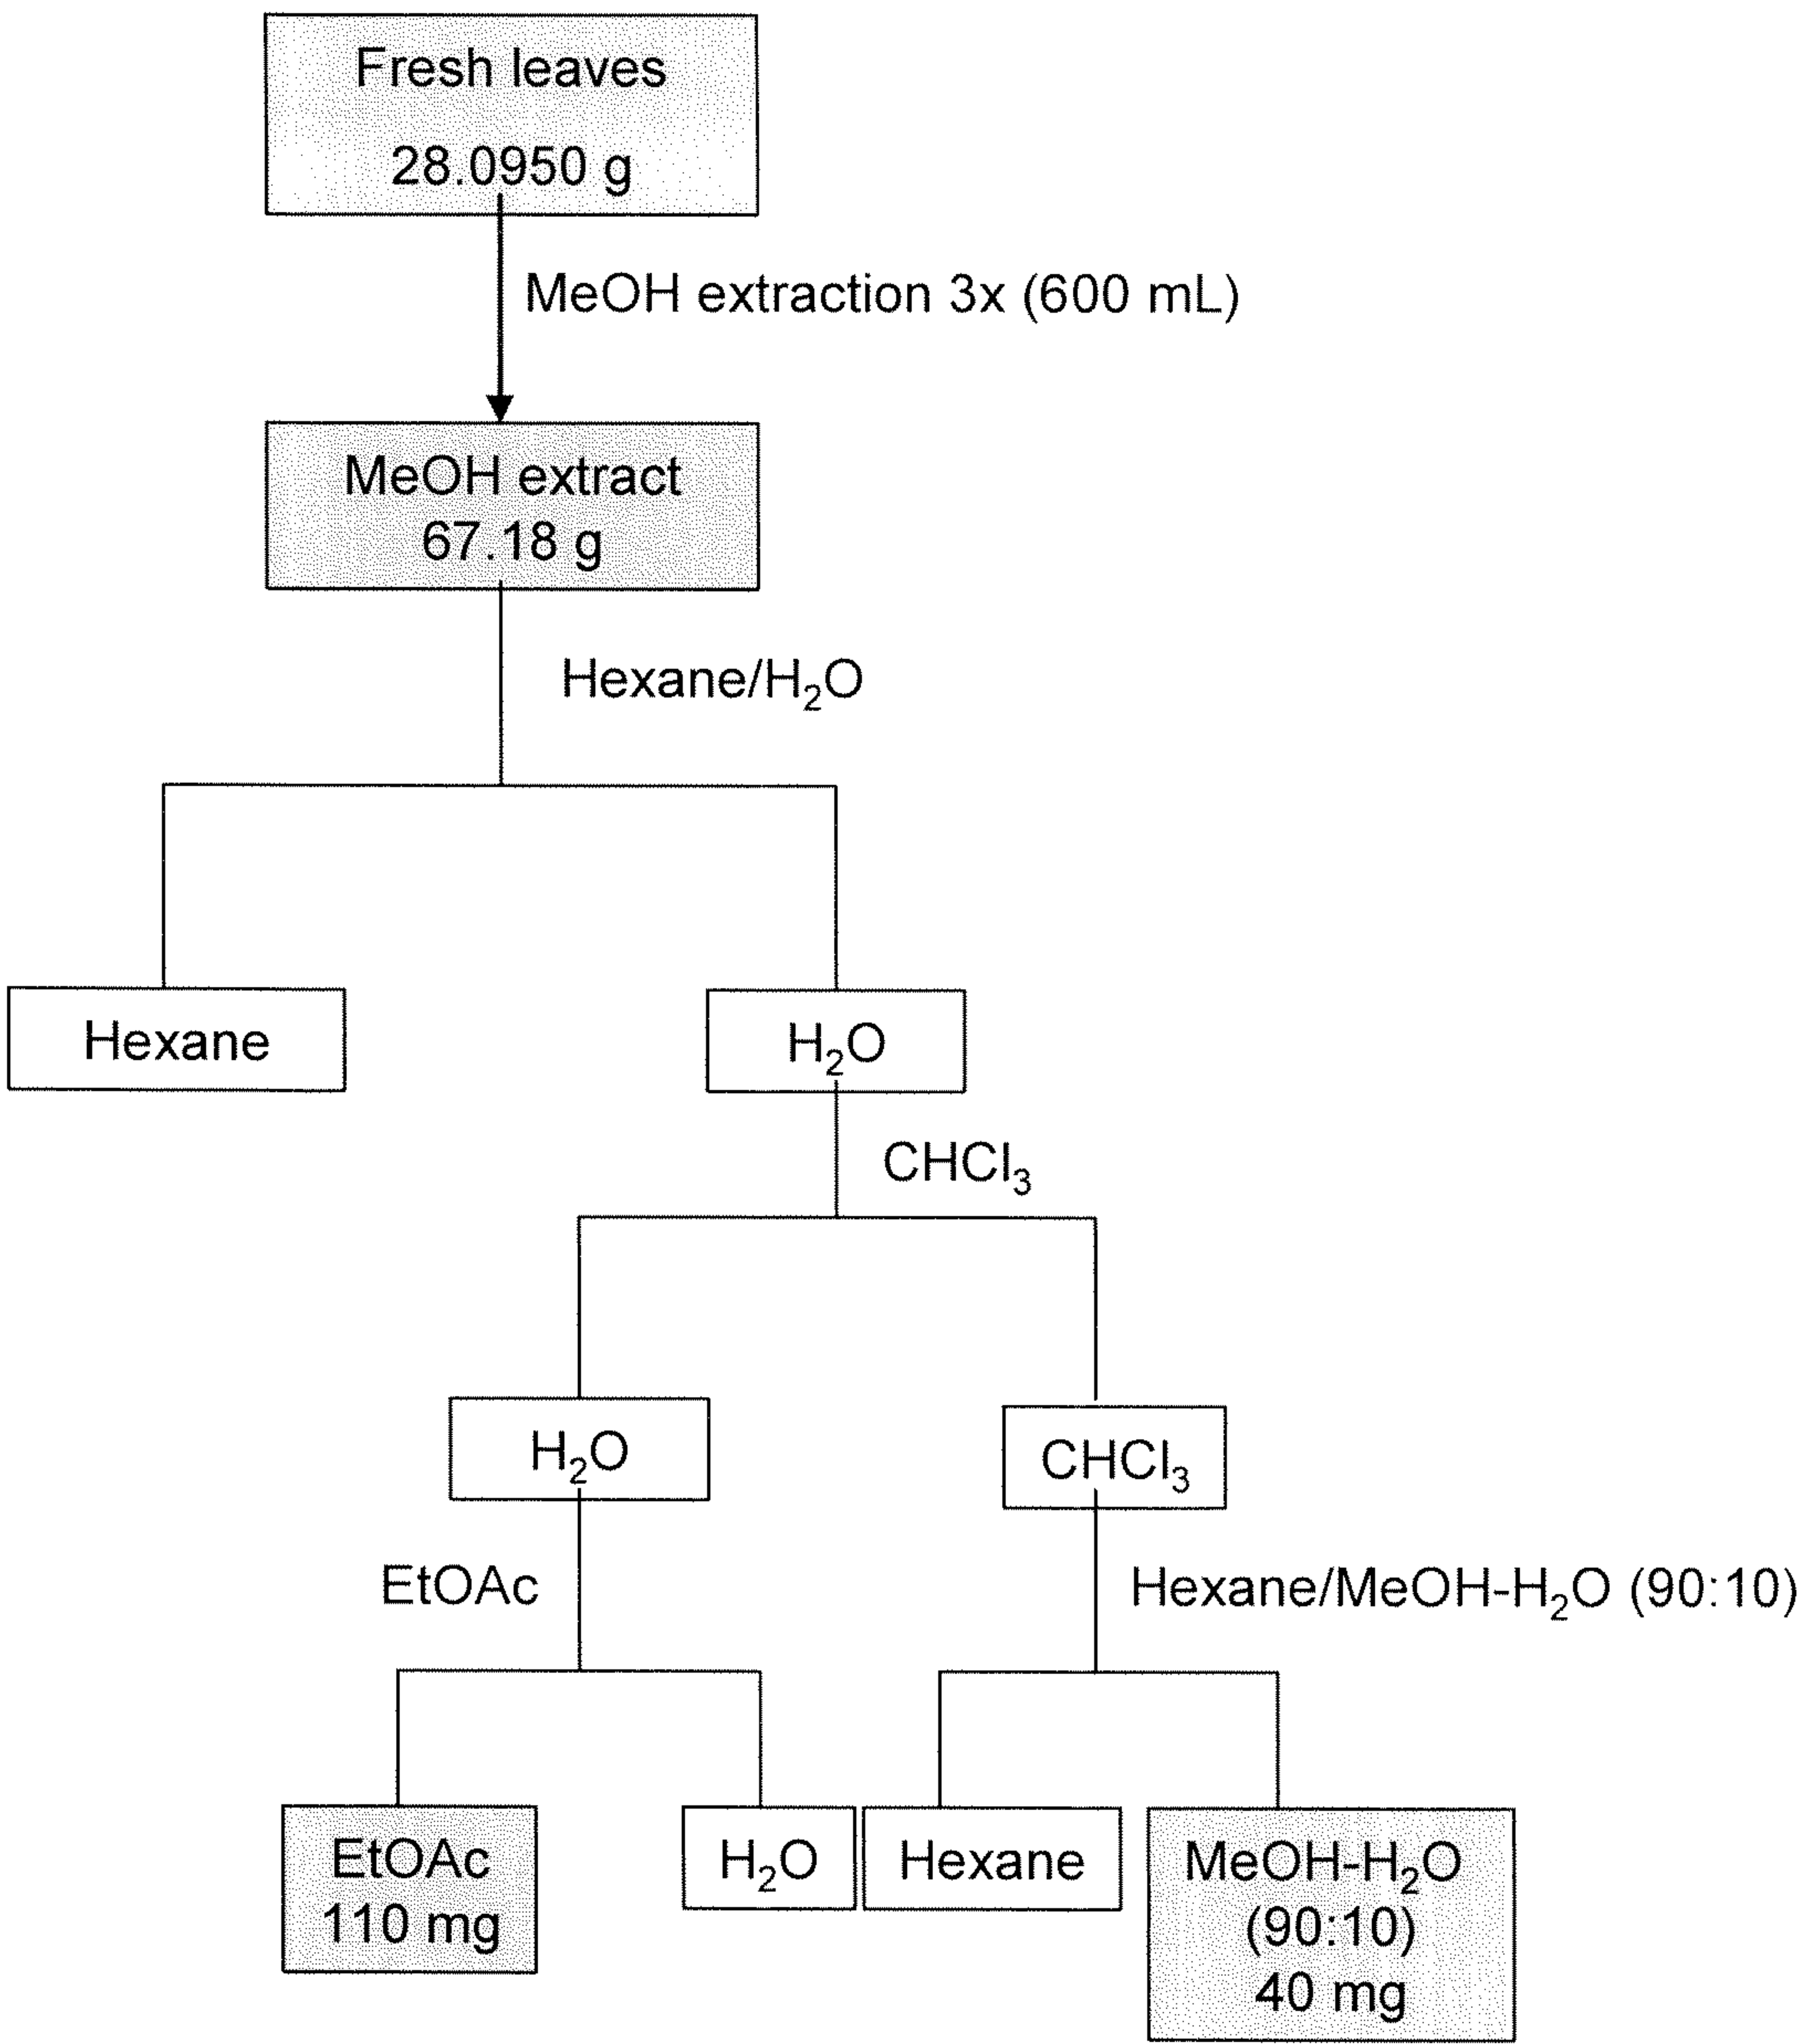 Fresh leaves
28.0950 g
MeOH extraction 3x (600 mL)
MeOH extract
67.18 g
Hexane/H₂O
Hexane
H₂O
CHCl₃
H₂O
CHCl₃
EtOAc
Hexane/MeOH-H₂O (90:10)
EtOAc
110 mg
H₂O
Hexane
MeOH-H₂O
(90:10)
40 mg